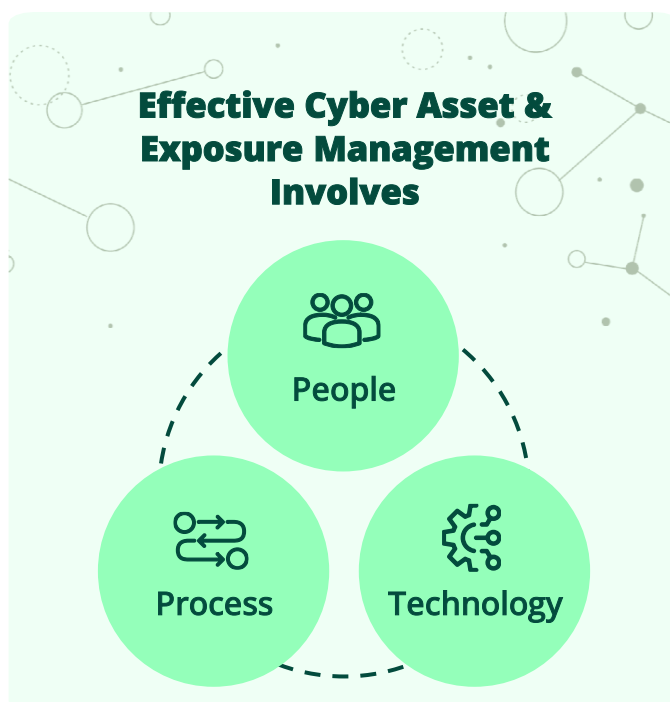 Effective Cyber Asset &
Exposure Management
Involves
People
Process
Technology